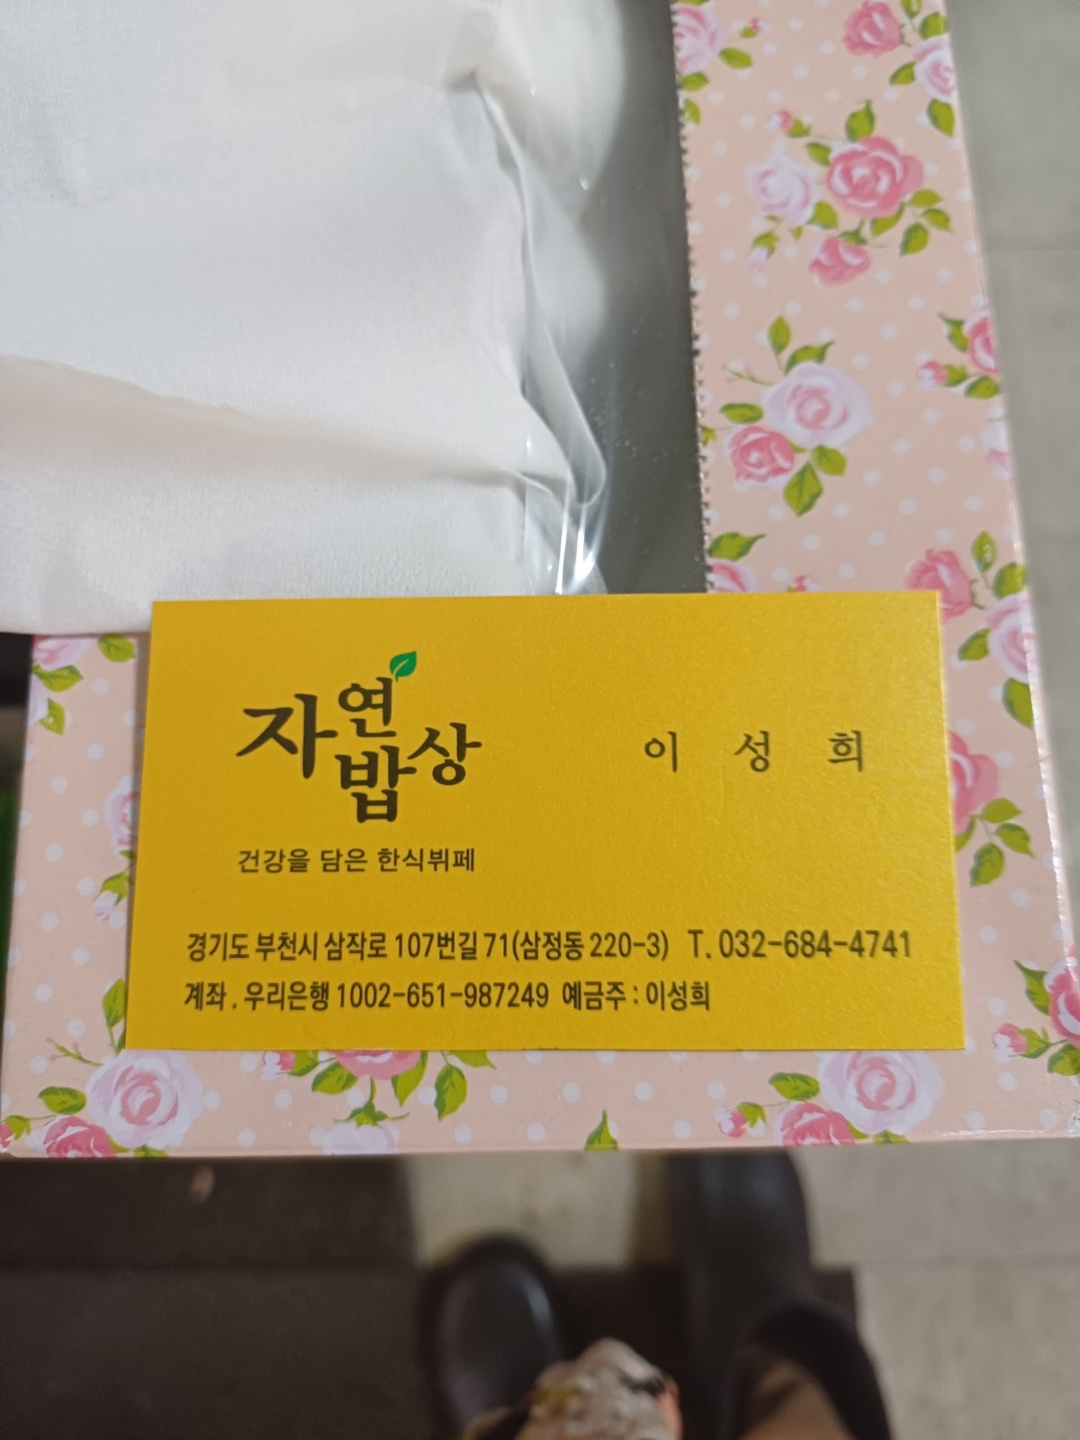 자연밥상
이성희
건강을 담은 한식뷔페
경기도 부천시 삼작로 107번길 71(삼정동 220-3) T. 032-684-4741
계좌 . 우리은행 1002-651-987249 예금주 : 이성희